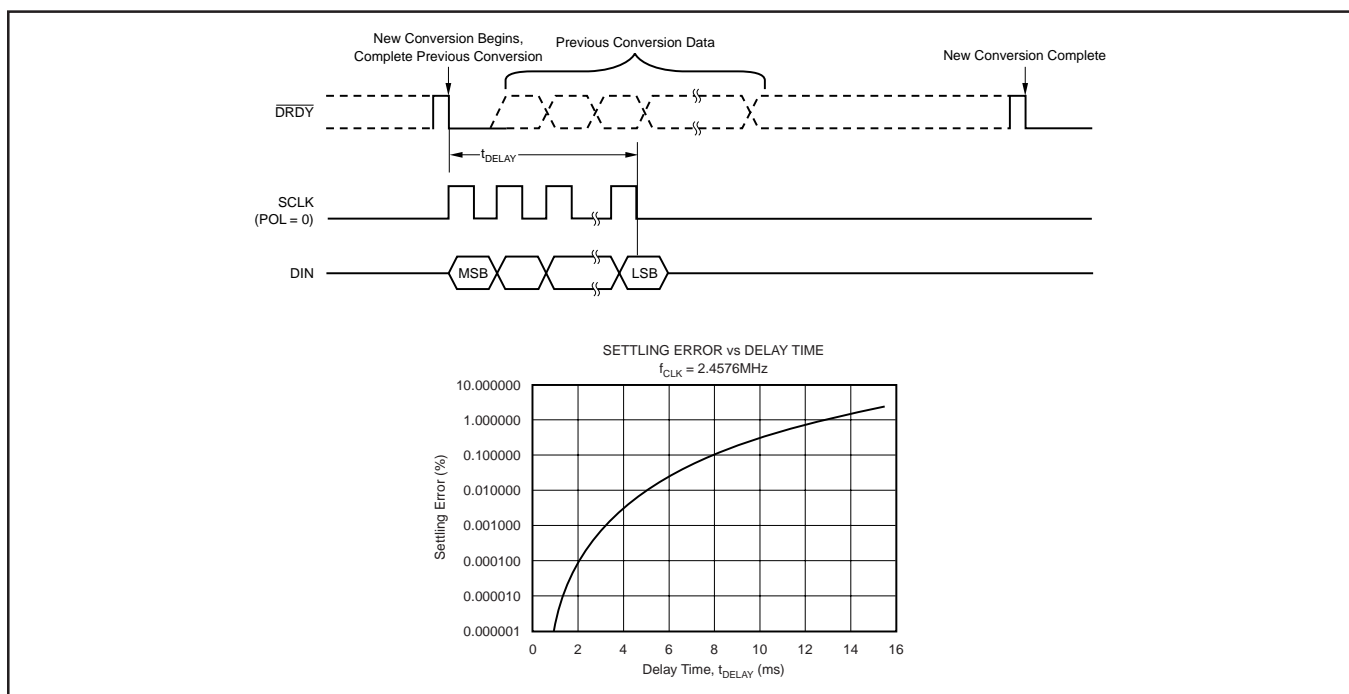 New Conversion Begins,
Complete Previous Conversion
Previous Conversion Data
New Conversion Complete
DRDY
tDELAY
SCLK
(POL = 0)
DIN
MSB
LSB
SETTLING ERROR vs DELAY TIME
fCLK = 2.4576MHz
10.000000
1.000000
0.100000
0.010000
0.001000
0.000100
0.000010
0.000001
Settling Error (%)
0 2 4 6 8 10 12 14 16
Delay Time, tDELAY (ms)